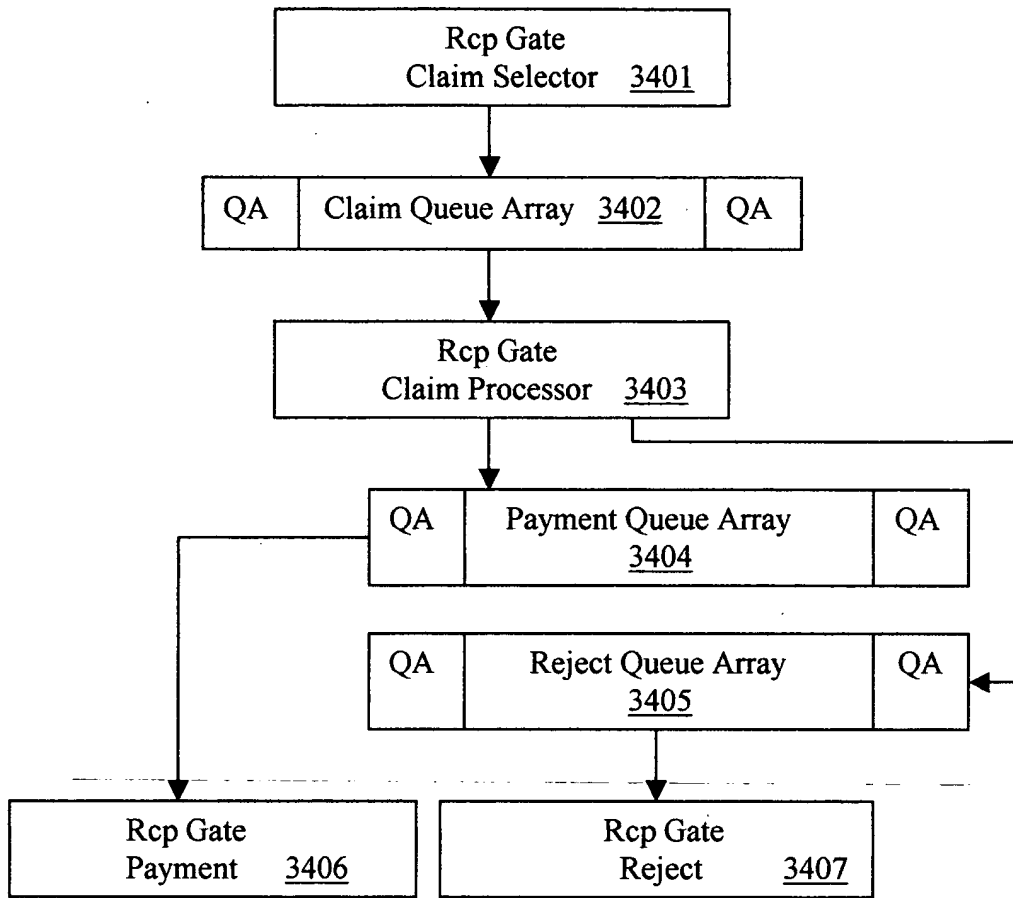 Rcp Gate
Claim Selector 3401
QA Claim Queue Array 3402 QA
Rcp Gate
Claim Processor 3403
QA Payment Queue Array QA
3404
QA Reject Queue Array QA
3405
Rcp Gate
Payment 3406
Rcp Gate
Reject 3407